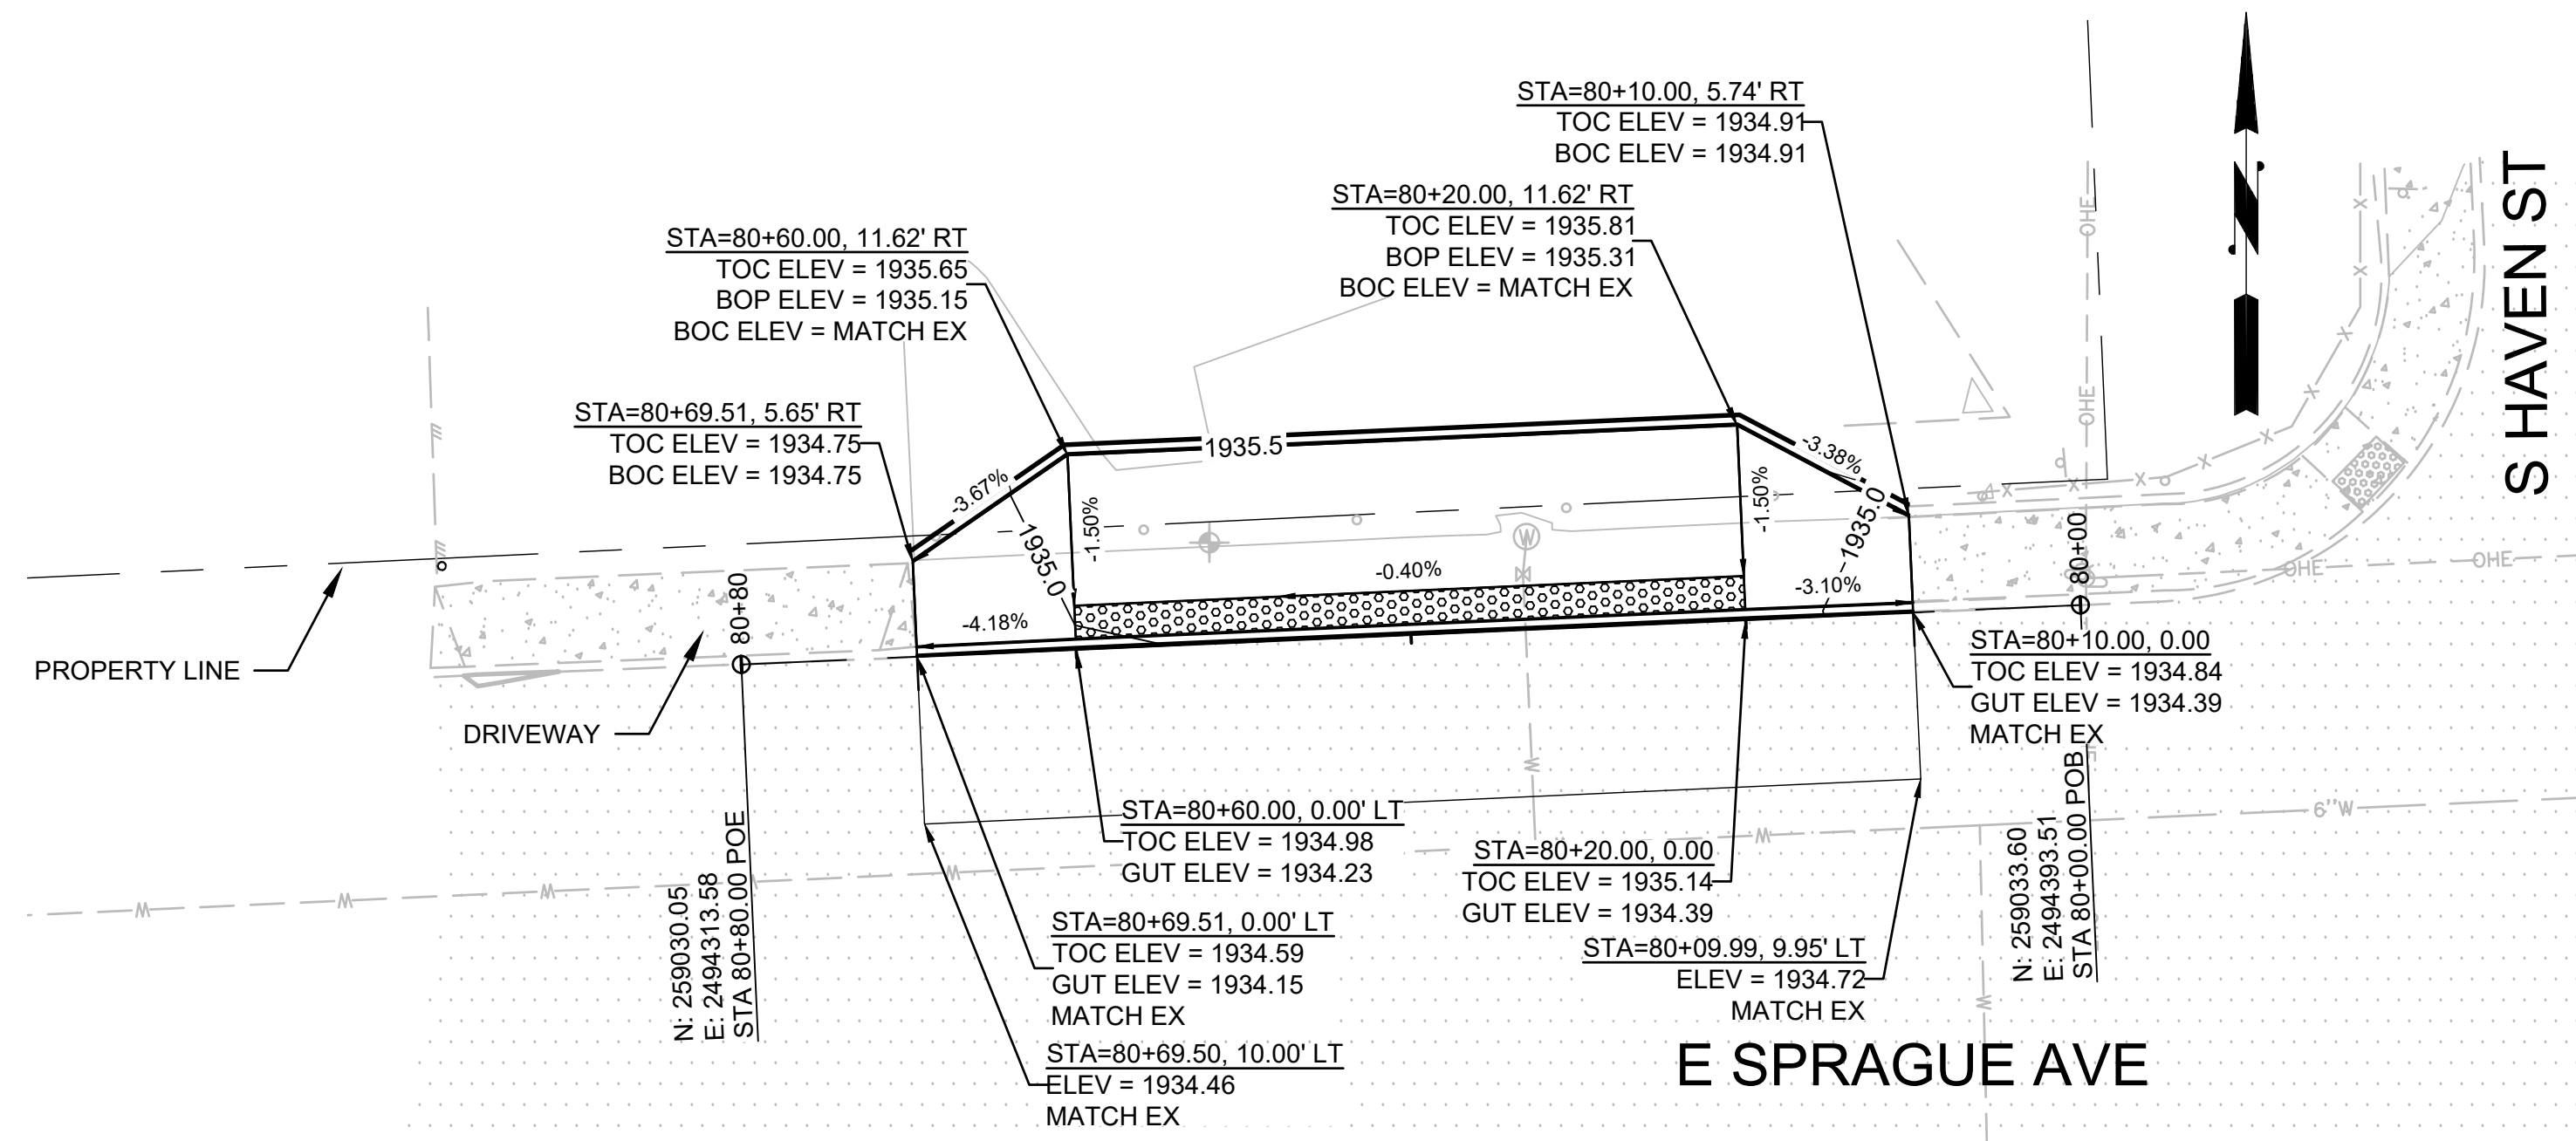 STA=80+10.00, 5.74' RT
TOC ELEV = 1934.91
BOC ELEV = 1934.91
STA=80+20.00, 11.62' RT
TOC ELEV = 1935.81
BOP ELEV = 1935.31
BOC ELEV = MATCH EX
STA=80+60.00, 11.62' RT
TOC ELEV = 1935.65
BOP ELEV = 1935.15
BOC ELEV = MATCH EX
STA=80+69.51, 5.65' RT
TOC ELEV = 1934.75
BOC ELEV = 1934.75
N
S HAVEN ST
OHE
OHE
X
X
X
X
X
X
X
X
X
1935.5
-3.67%
-3.38%
1935.0
1935.0
-1.50%
-1.50%
-0.40%
-4.18%
-3.10%
W
80+80
80+00
OHE
OHE
PROPERTY LINE
DRIVEWAY
STA=80+10.00, 0.00
TOC ELEV = 1934.84
GUT ELEV = 1934.39
MATCH EX
STA=80+60.00, 0.00' LT
TOC ELEV = 1934.98
GUT ELEV = 1934.23
STA=80+20.00, 0.00
TOC ELEV = 1935.14
GUT ELEV = 1934.39
STA=80+69.51, 0.00' LT
TOC ELEV = 1934.59
GUT ELEV = 1934.15
MATCH EX
STA=80+09.99, 9.95' LT
ELEV = 1934.72
MATCH EX
STA=80+69.50, 10.00' LT
ELEV = 1934.46
MATCH EX
N: 259030.05
E: 2494313.58
STA 80+80.00 POE
N: 259033.60
E: 2494393.51
STA 80+00.00 POB
W
W
W
W
W
W
W
6"W
E SPRAGUE AVE